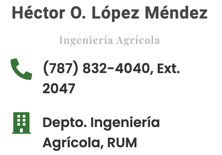 Héctor O. López Méndez
Ingeniería Agrícola
(787) 832-4040, Ext.
2047
Depto. Ingeniería
Agrícola, RUM